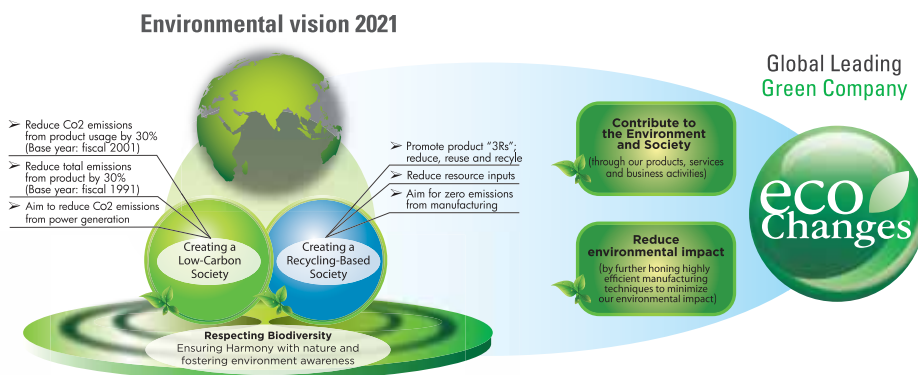 Environmental vision 2021
➢ Reduce Co2 emissions
from product usage by 30%
(Base year: fiscal 2001)
➢ Reduce total emissions
from product by 30%
(Base year: fiscal 1991)
➢ Aim to reduce Co2 emissions
from power generation
➢ Promote product “3Rs”;
reduce, reuse and recyle
➢ Reduce resource inputs
➢ Aim for zero emissions
from manufacturing
Creating a
Low-Carbon
Society
Creating a
Recycling-Based
Society
Respecting Biodiversity
Ensuring Harmony with nature and
fostering environment awareness
Contribute to
the Environment
and Society
(through our products, services
and business activities)
Reduce
environmental impact
(by further honing highly
efficient manufacturing
techniques to minimize
our environmental impact)
Global Leading
Green Company
eco
Changes